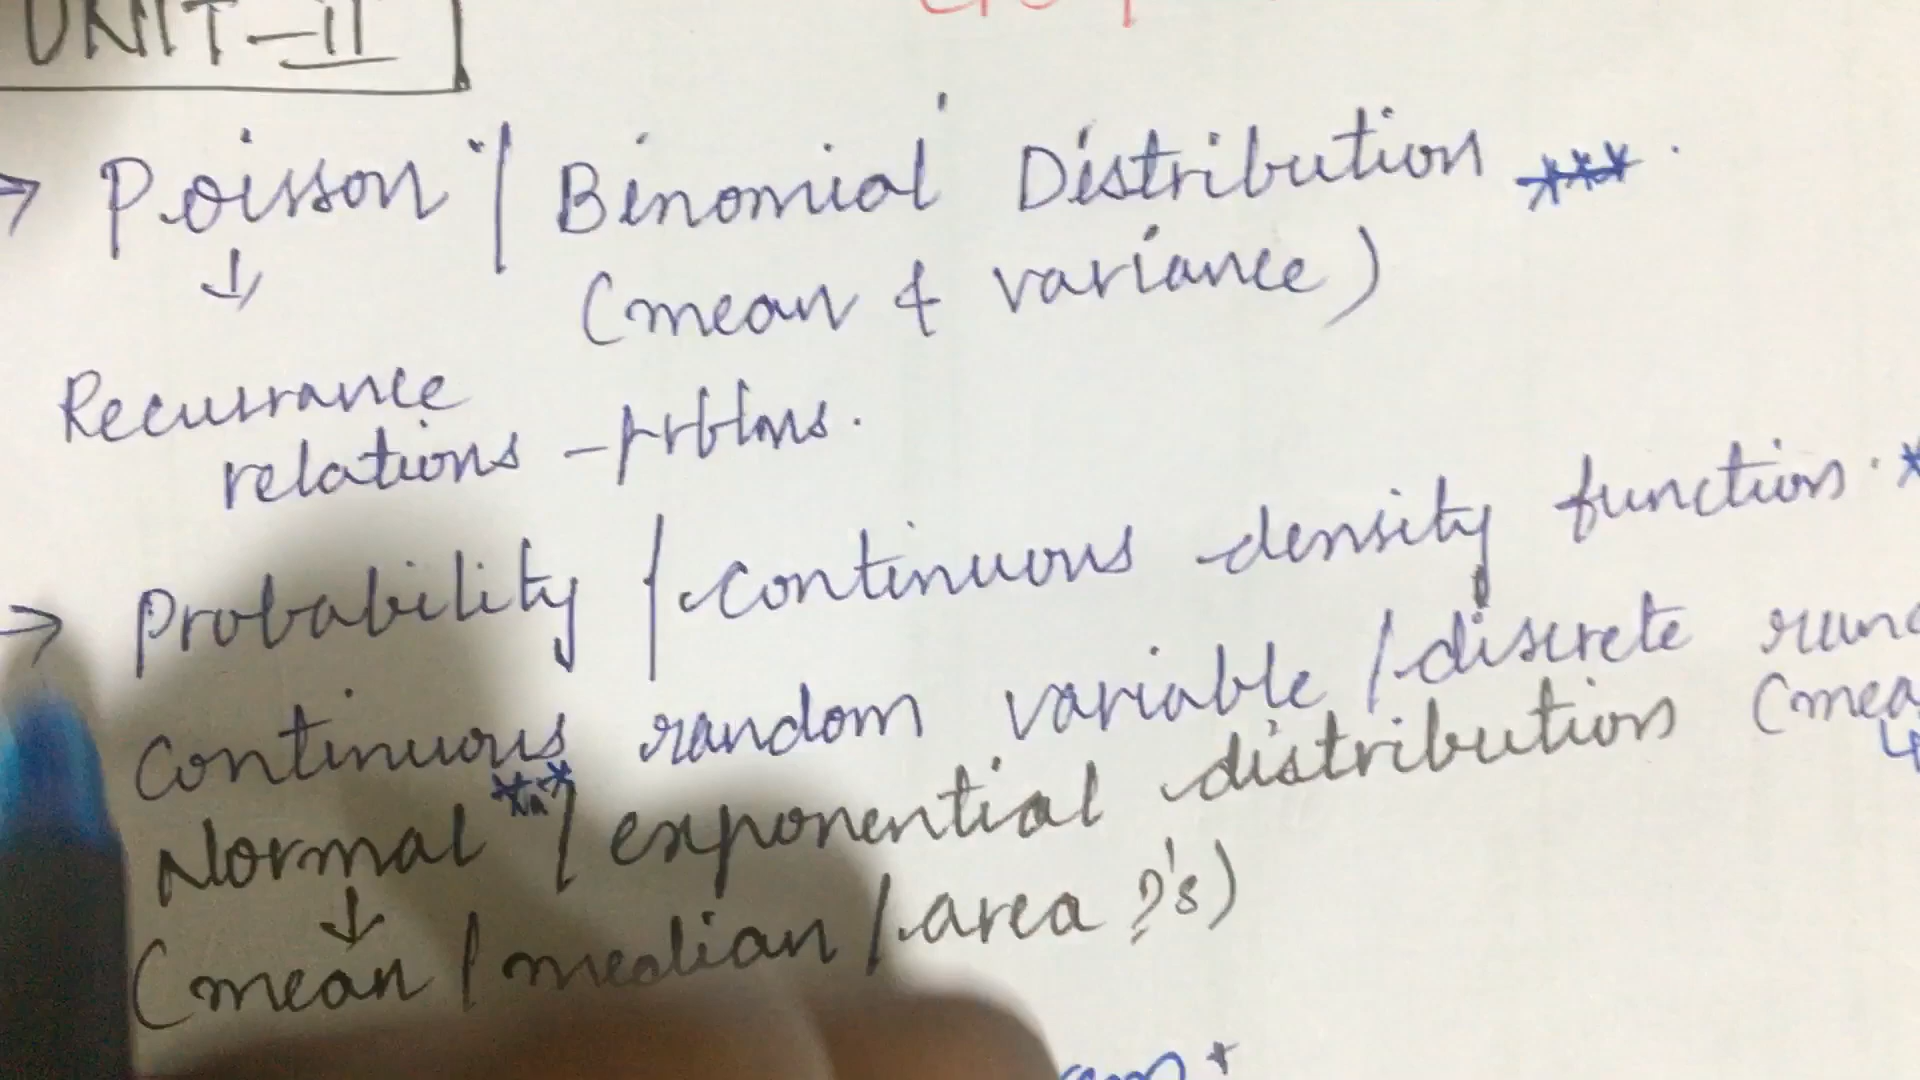 UNIT-II
→ Poisson / Binomial Distribution ***.
↓ (mean & variance)
Recurrance
relations - prblms.
→ Probability / continuous density function. *
continuous random variable / discrete
Normal ** / exponential distribution
↓
(mean / median / area ?'s)